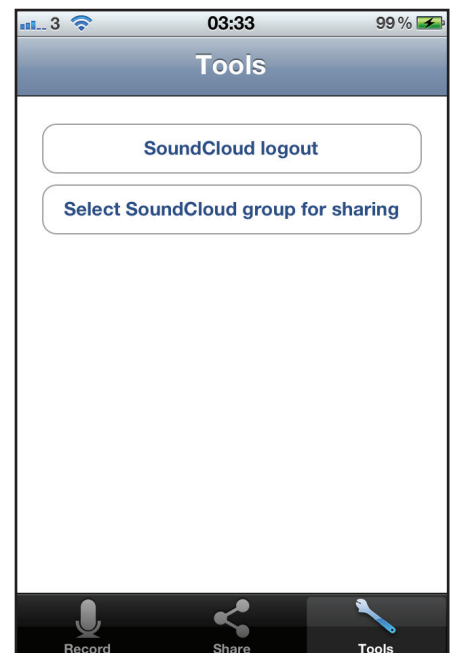 3 03:33 99 %
Tools
SoundCloud logout
Select SoundCloud group for sharing
Record Share Tools